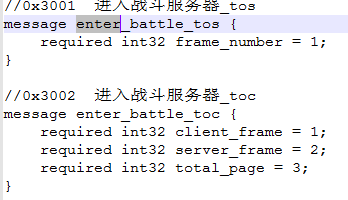 //0x3001  进入战斗服务器_tos
message enter_battle_tos {
    required int32 frame_number = 1;
}

//0x3002  进入战斗服务器_toc
message enter_battle_toc {
    required int32 client_frame = 1;
    required int32 server_frame = 2;
    required int32 total_page = 3;
}